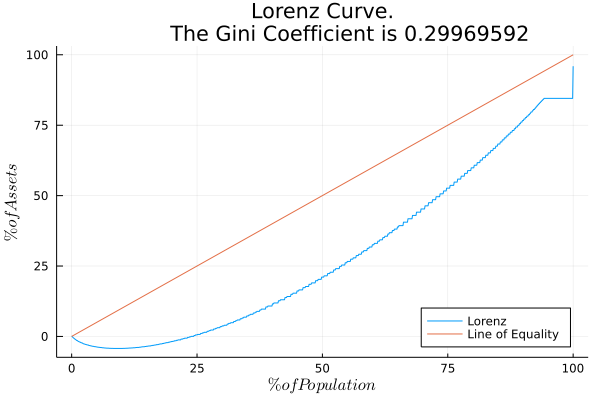 Lorenz Curve.
The Gini Coefficient is 0.29969592
100
75
50
25
0
%ofAssets
0
25
50
75
100
%ofPopulation
Lorenz
Line of Equality